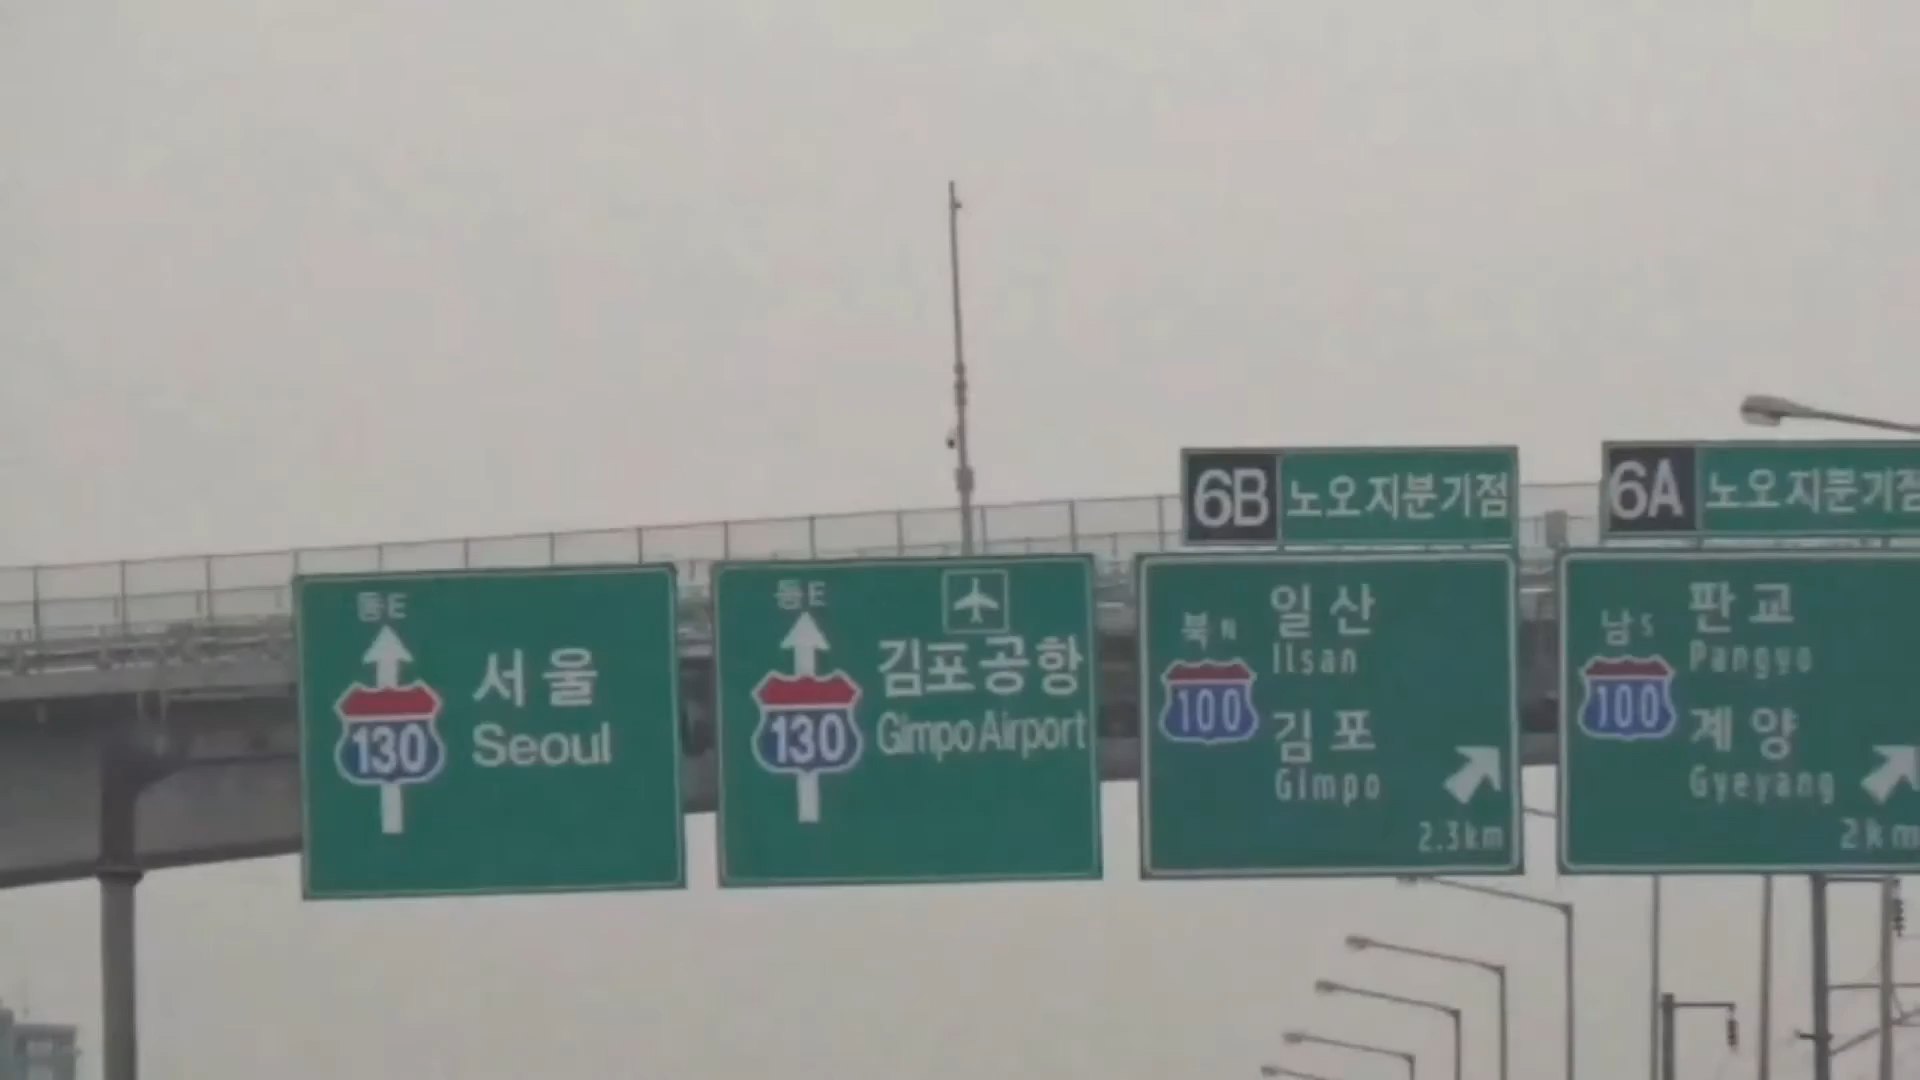 동E
서울
Seoul
130
동E
김포공항
Gimpo Airport
130
6B 노오지분기점
북 N
일산
Ilsan
100
김포
Gimpo
2.3km
6A 노오지분기점
남 S
판교
Pangyo
100
계양
Gyeyang
2km